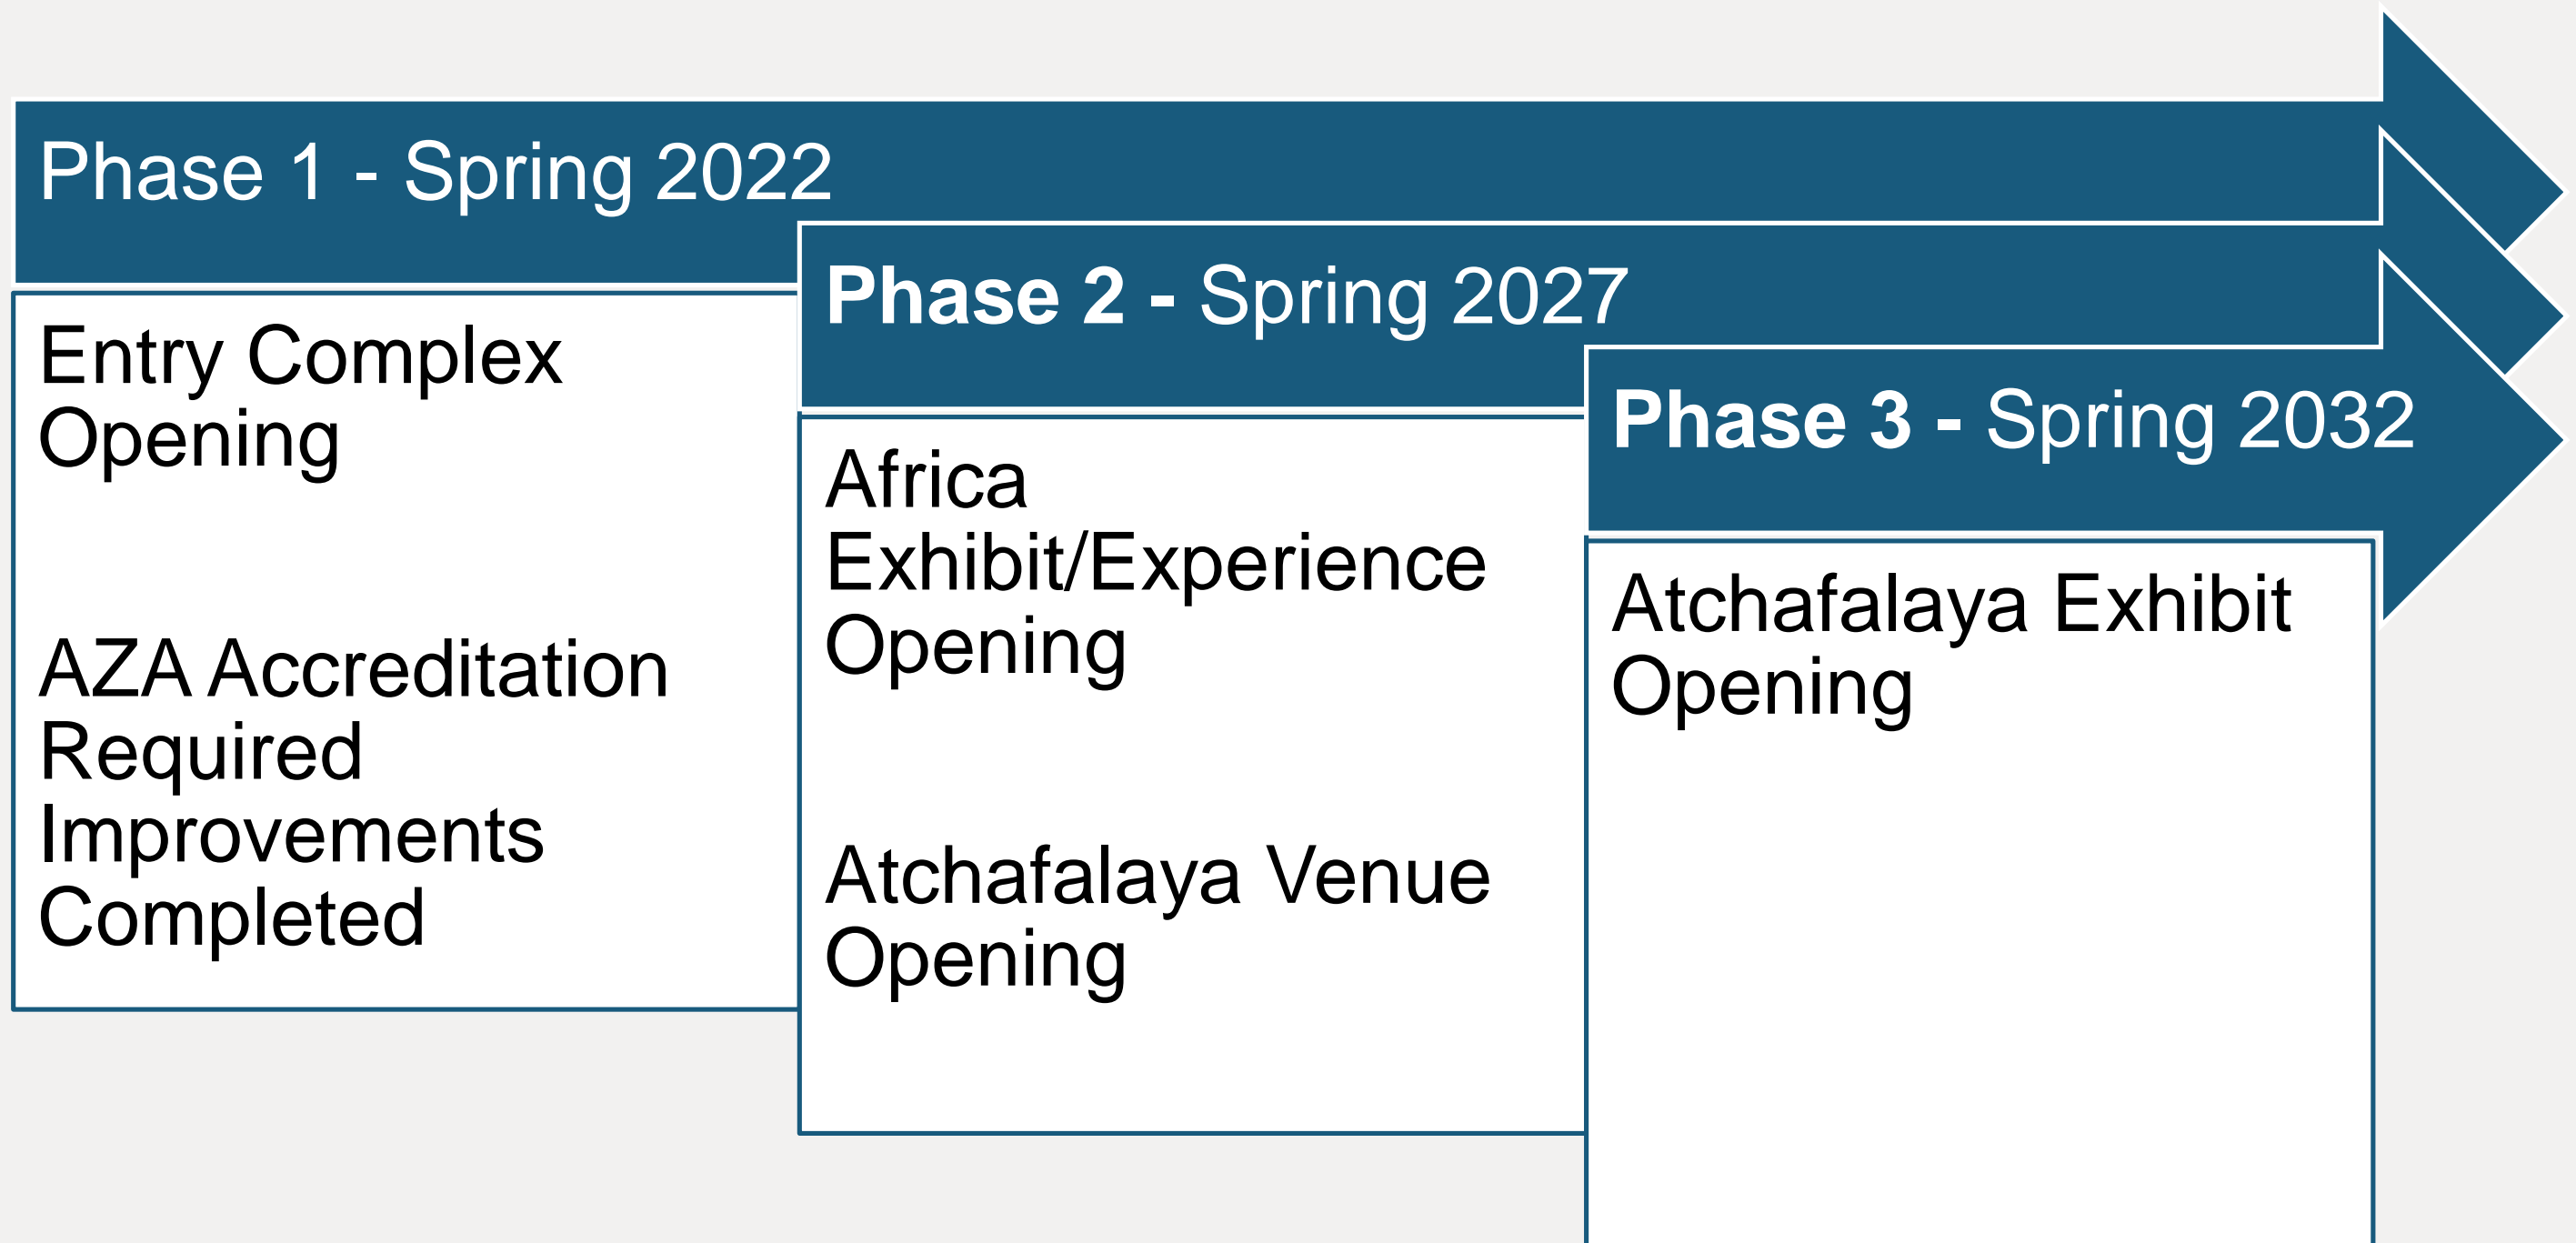 Phase 1 - Spring 2022
Entry Complex
Opening
AZA Accreditation
Required
Improvements
Completed
Phase 2 - Spring 2027
Africa
Exhibit/Experience
Opening
Atchafalaya Venue
Opening
Phase 3 - Spring 2032
Atchafalaya Exhibit
Opening